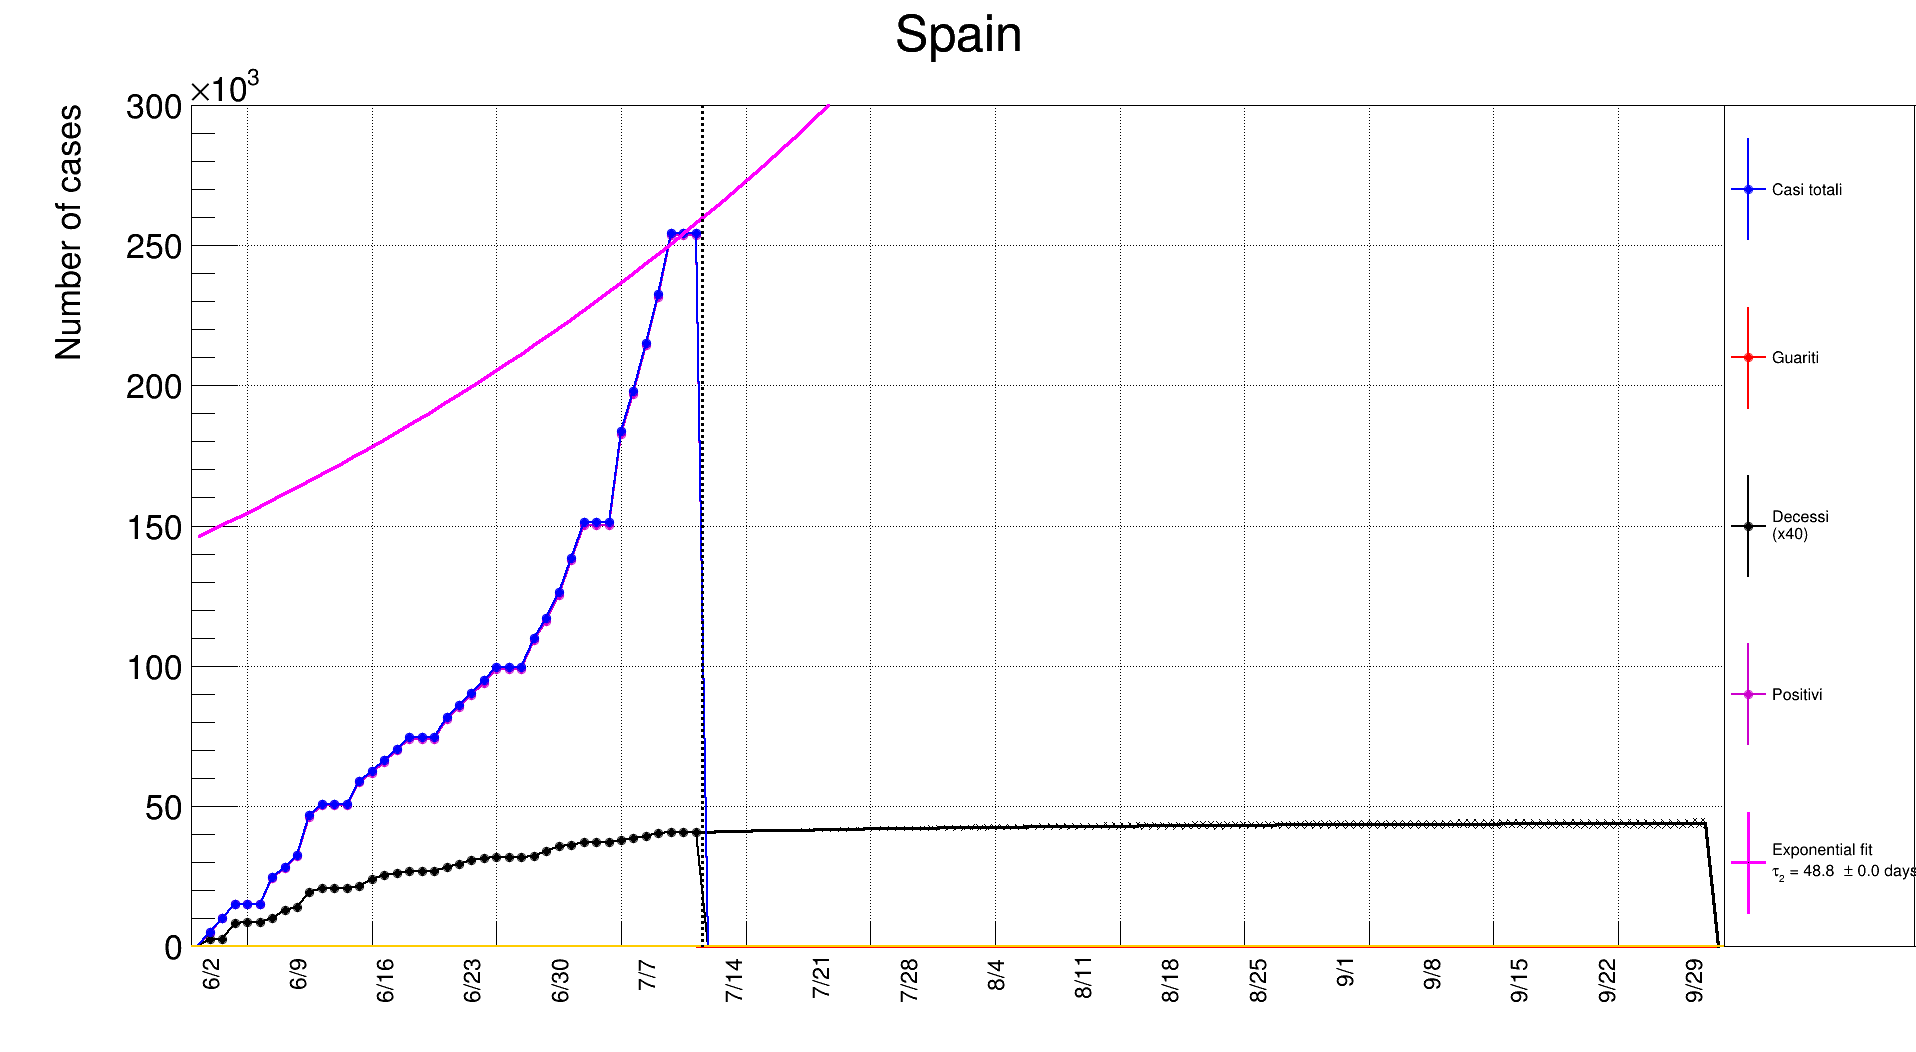 Spain
×10³
Number of cases
300
250
200
150
100
50
0
6/2
6/9
6/16
6/23
6/30
7/7
7/14
7/21
7/28
8/4
8/11
8/18
8/25
9/1
9/8
9/15
9/22
9/29
Casi totali
Guariti
Decessi
(x40)
Positivi
Exponential fit
τ₂ = 48.8 ± 0.0 days